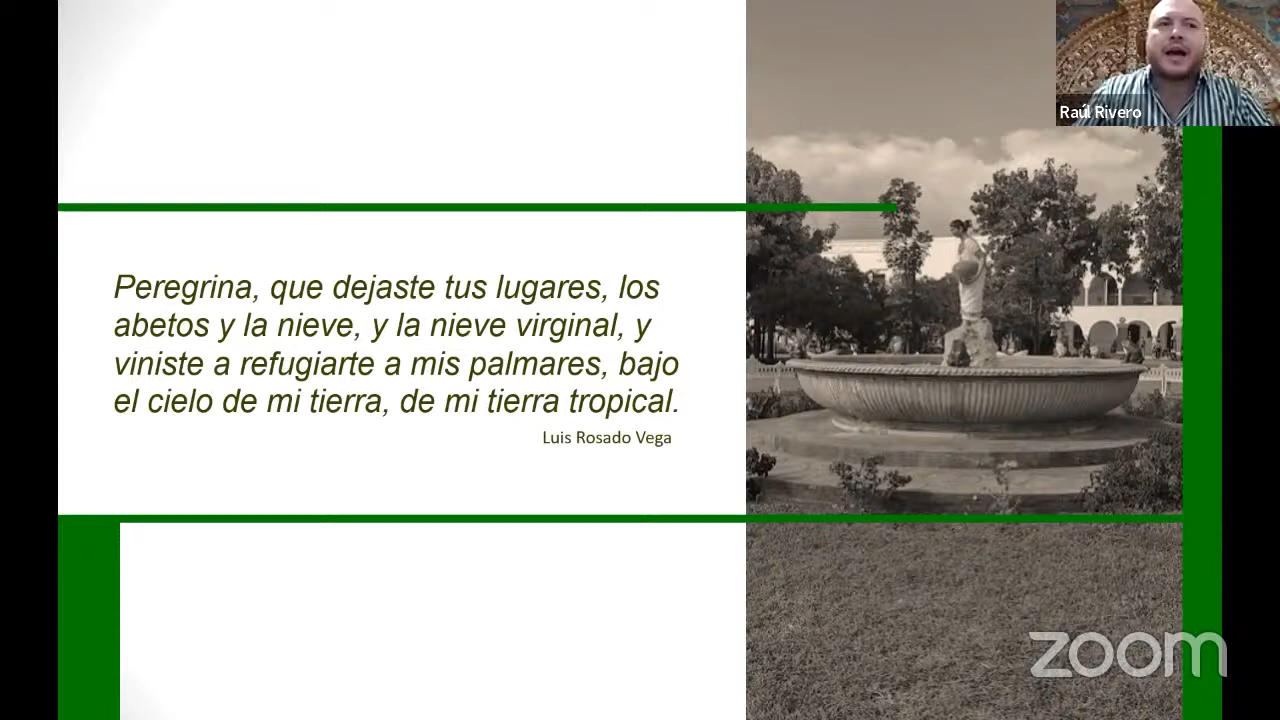 Raúl Rivero
Peregrina, que dejaste tus lugares, los
abetos y la nieve, y la nieve virginal, y
viniste a refugiarte a mis palmares, bajo
el cielo de mi tierra, de mi tierra tropical.
Luis Rosado Vega
zoom